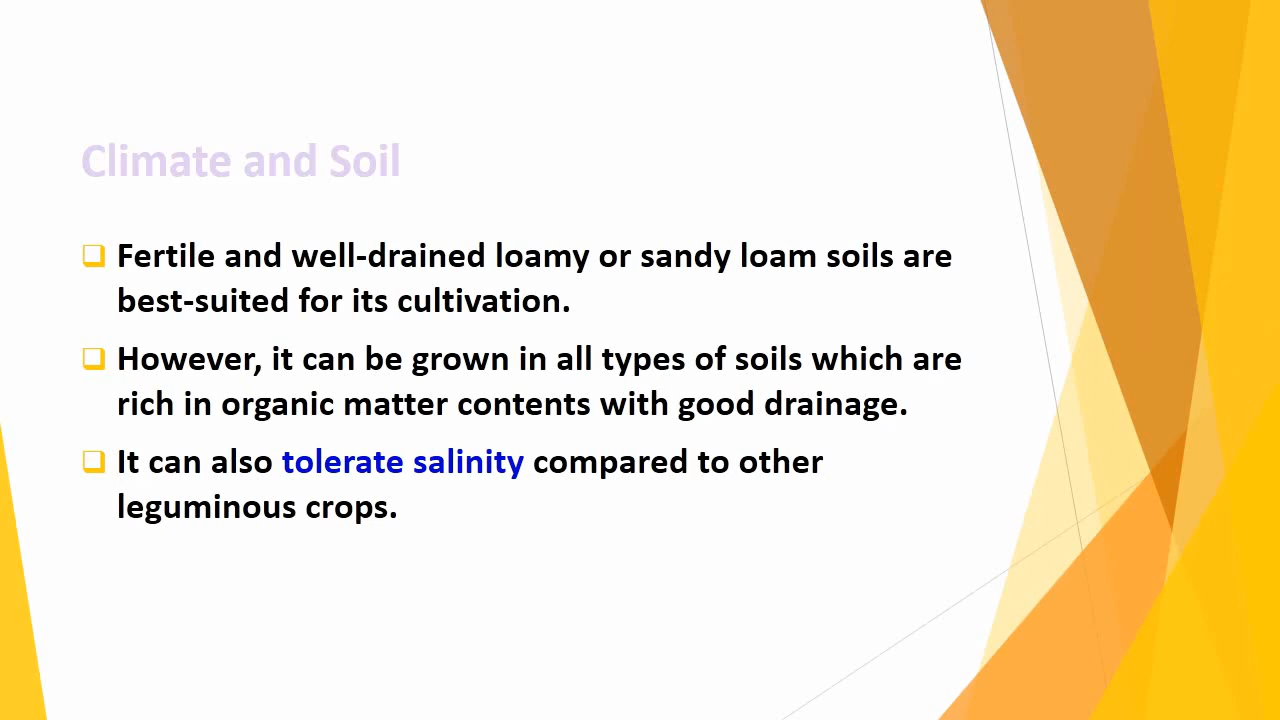 Climate and Soil
Fertile and well-drained loamy or sandy loam soils are
best-suited for its cultivation.
However, it can be grown in all types of soils which are
rich in organic matter contents with good drainage.
It can also tolerate salinity compared to other
leguminous crops.